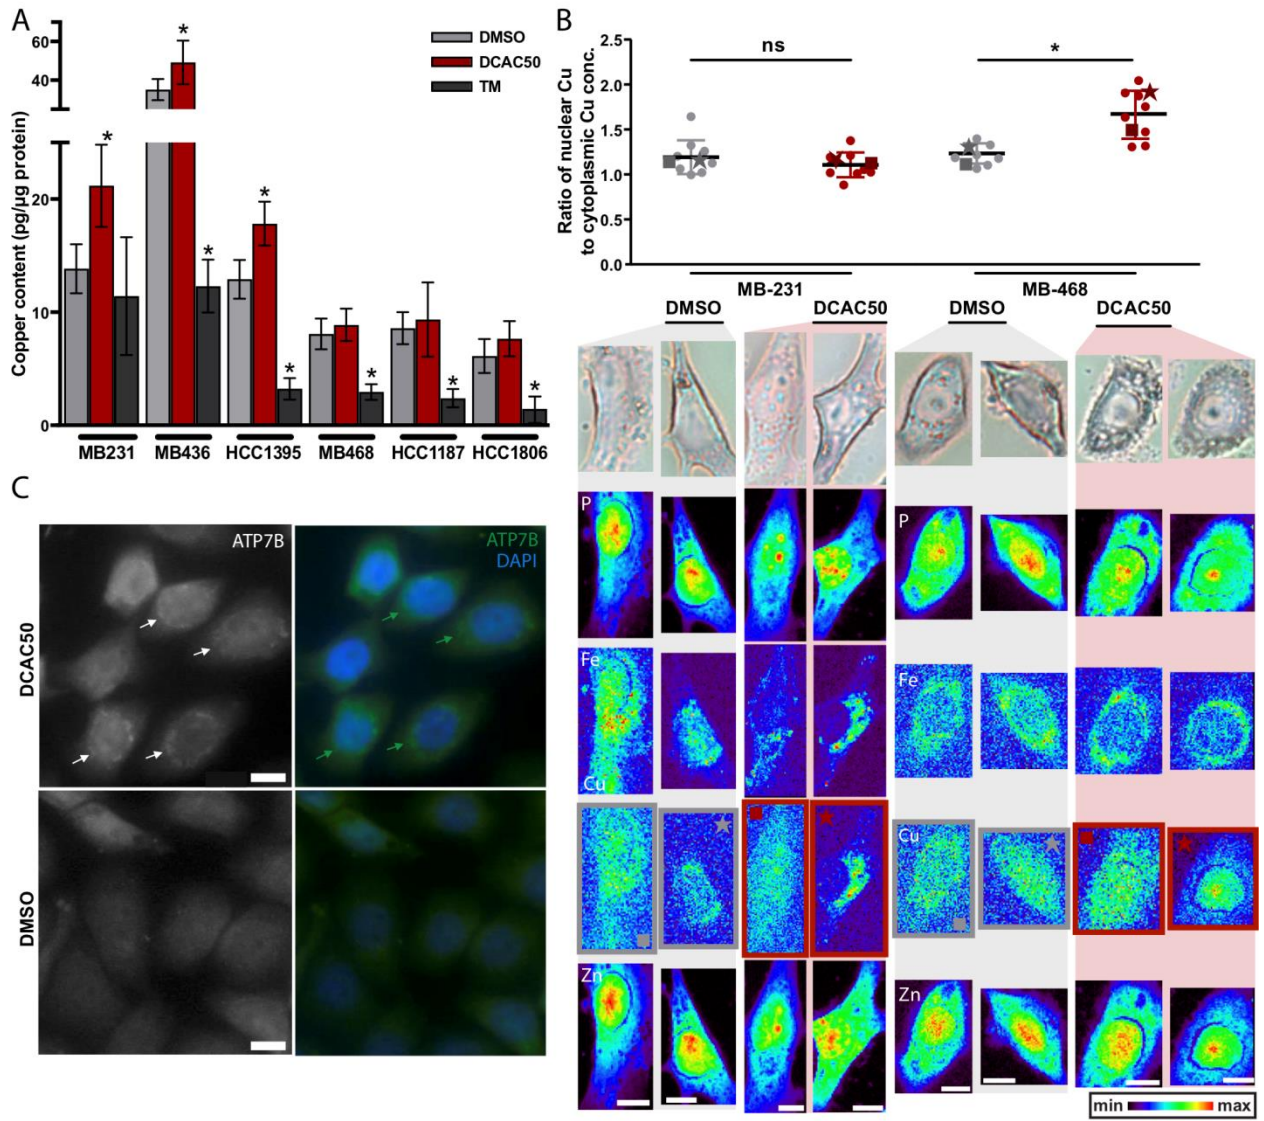 A
Copper content (pg/µg protein)
60
40
20
10
0
*
*
*
*
*
*
*
*
DMSO
DCAC50
TM
MB231
MB436
HCC1395
MB468
HCC1187
HCC1806
B
Ratio of nuclear Cu
to cytoplasmic Cu conc.
2.5
2.0
1.5
1.0
0.5
0.0
ns
*
MB-231
MB-468
DMSO
DCAC50
DMSO
DCAC50
P
P
Fe
Fe
Cu
Cu
Zn
Zn
min
max
C
DCAC50
ATP7B
ATP7B
DAPI
DMSO